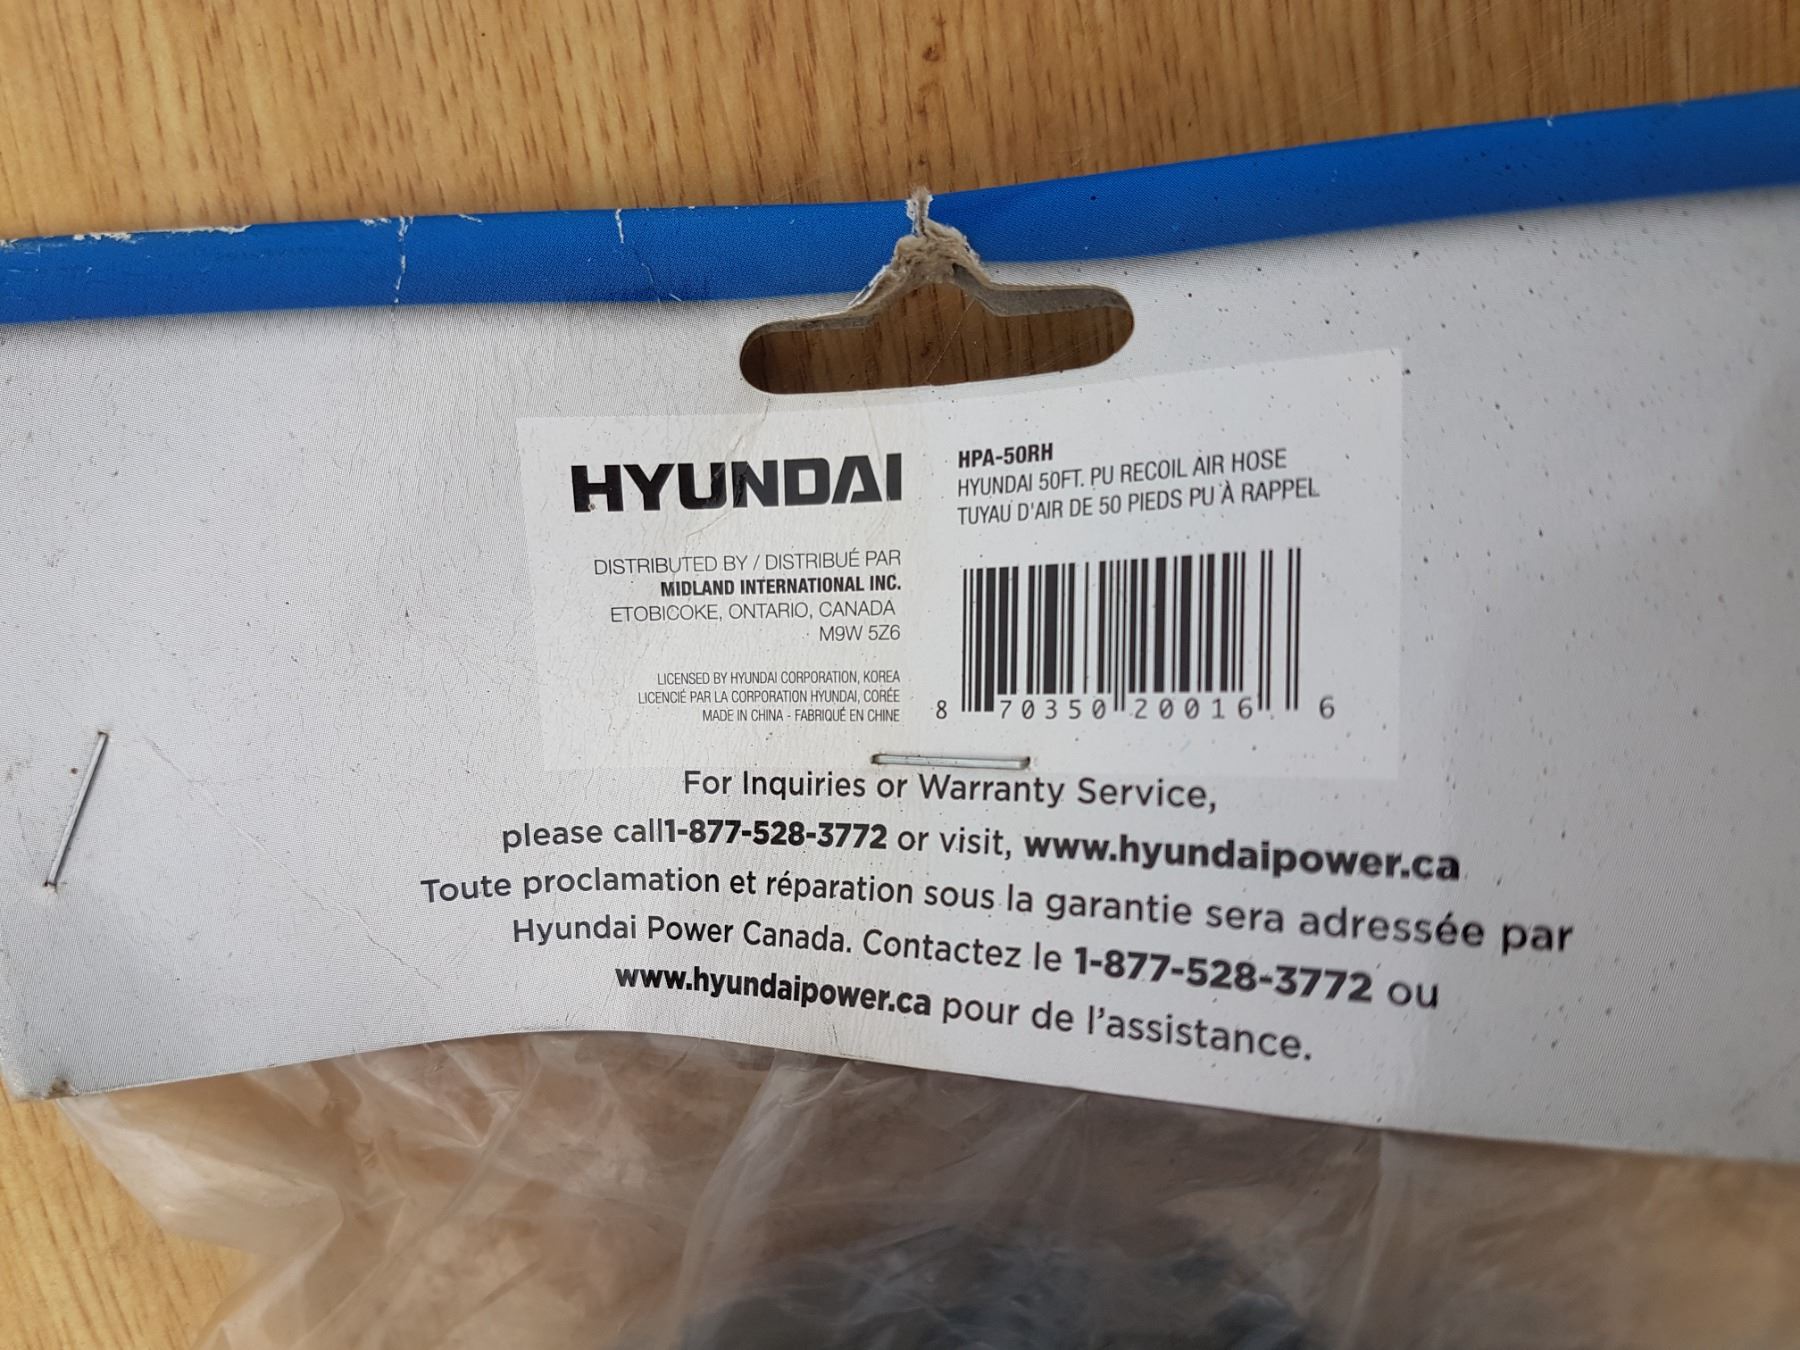 HYUNDAI
DISTRIBUTED BY / DISTRIBUÉ PAR
MIDLAND INTERNATIONAL INC.
ETOBICOKE, ONTARIO, CANADA
M9W 5Z6
LICENSED BY HYUNDAI CORPORATION, KOREA
LICENCIÉ PAR LA CORPORATION HYUNDAI, CORÉE
MADE IN CHINA - FABRIQUÉ EN CHINE
HPA-50RH
HYUNDAI 50FT. PU RECOIL AIR HOSE
TUYAU D'AIR DE 50 PIEDS PU À RAPPEL
8 70350 20016 6
For Inquiries or Warranty Service,
please call1-877-528-3772 or visit, www.hyundaipower.ca
Toute proclamation et réparation sous la garantie sera adressée par
Hyundai Power Canada. Contactez le 1-877-528-3772 ou
www.hyundaipower.ca pour de l'assistance.